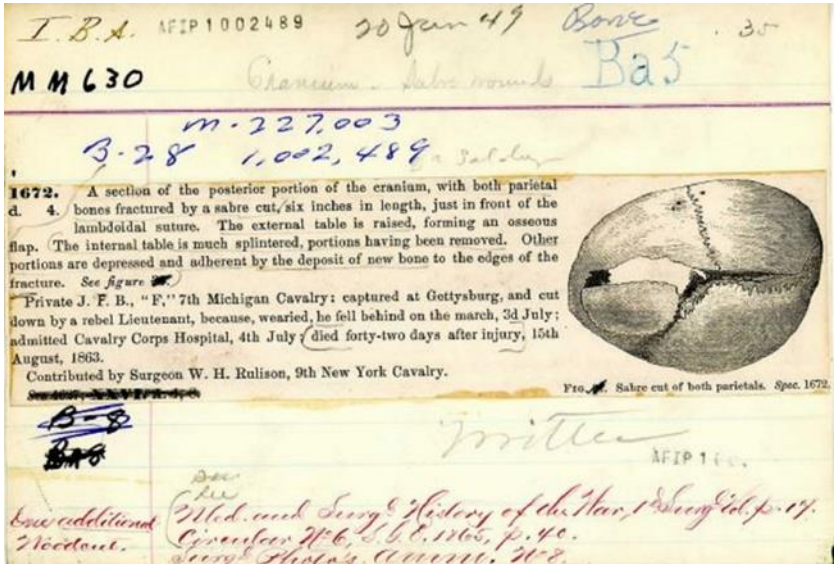 I.B.A. AFIP 1002489 20 Jan 49 Bone .35
MM630 Cranium - Sabre wounds Ba5
M-227,003
B-28 1,002,489
1672. A section of the posterior portion of the cranium, with both parietal
d. 4. bones fractured by a sabre cut, six inches in length, just in front of the
lambdoidal suture. The external table is raised, forming an osseous
flap. (The internal table is much splintered, portions having been removed. Other
portions are depressed and adherent by the deposit of new bone to the edges of the
fracture. See figure
Private J. F. B., "F," 7th Michigan Cavalry: captured at Gettysburg, and cut
down by a rebel Lieutenant, because, wearied, he fell behind on the march, 3d July;
admitted Cavalry Corps Hospital, 4th July; (died forty-two days after injury, 15th
August, 1863.
Contributed by Surgeon W. H. Rulison, 9th New York Cavalry.
FIG. Sabre cut of both parietals. Spec. 1672.
B-8
Written
AFIP 1
see
One additional Med. and Surg'l History of the War, 1st Surg'l Vol. p. 17.
Woodcut. Circular No 6, S.G.O. 1865, p. 40.
Surg'l Photo's. No 8.